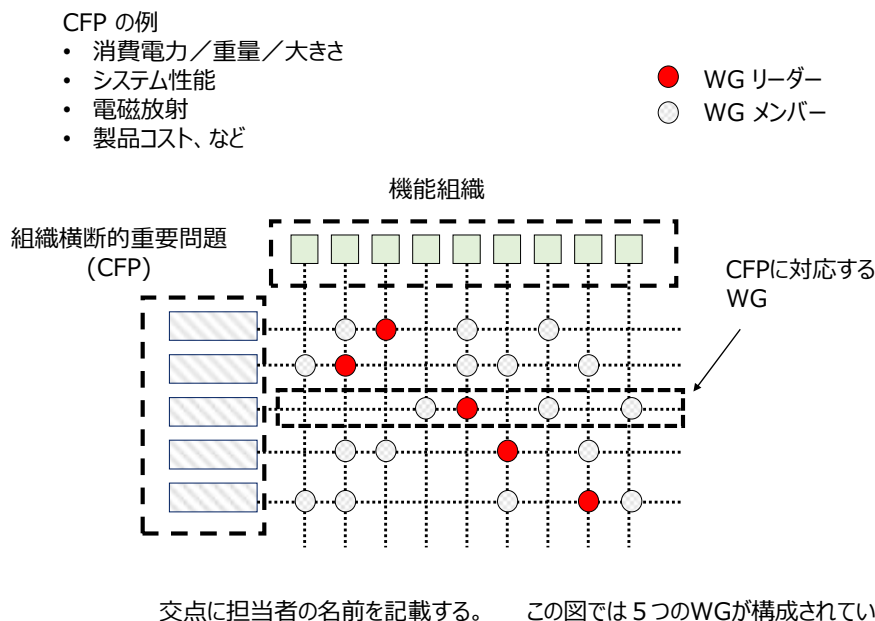 CFP の例
• 消費電力／重量／大きさ
• システム性能
• 電磁放射
• 製品コスト、など
WG リーダー
WG メンバー
機能組織
組織横断的重要問題
(CFP)
CFPに対応する
WG
交点に担当者の名前を記載する。 この図では５つのWGが構成されてい